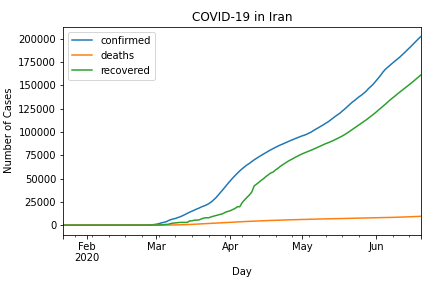 COVID-19 in Iran
confirmed
deaths
recovered
Number of Cases
200000
175000
150000
125000
100000
75000
50000
25000
0
Feb
2020
Mar
Apr
May
Jun
Day